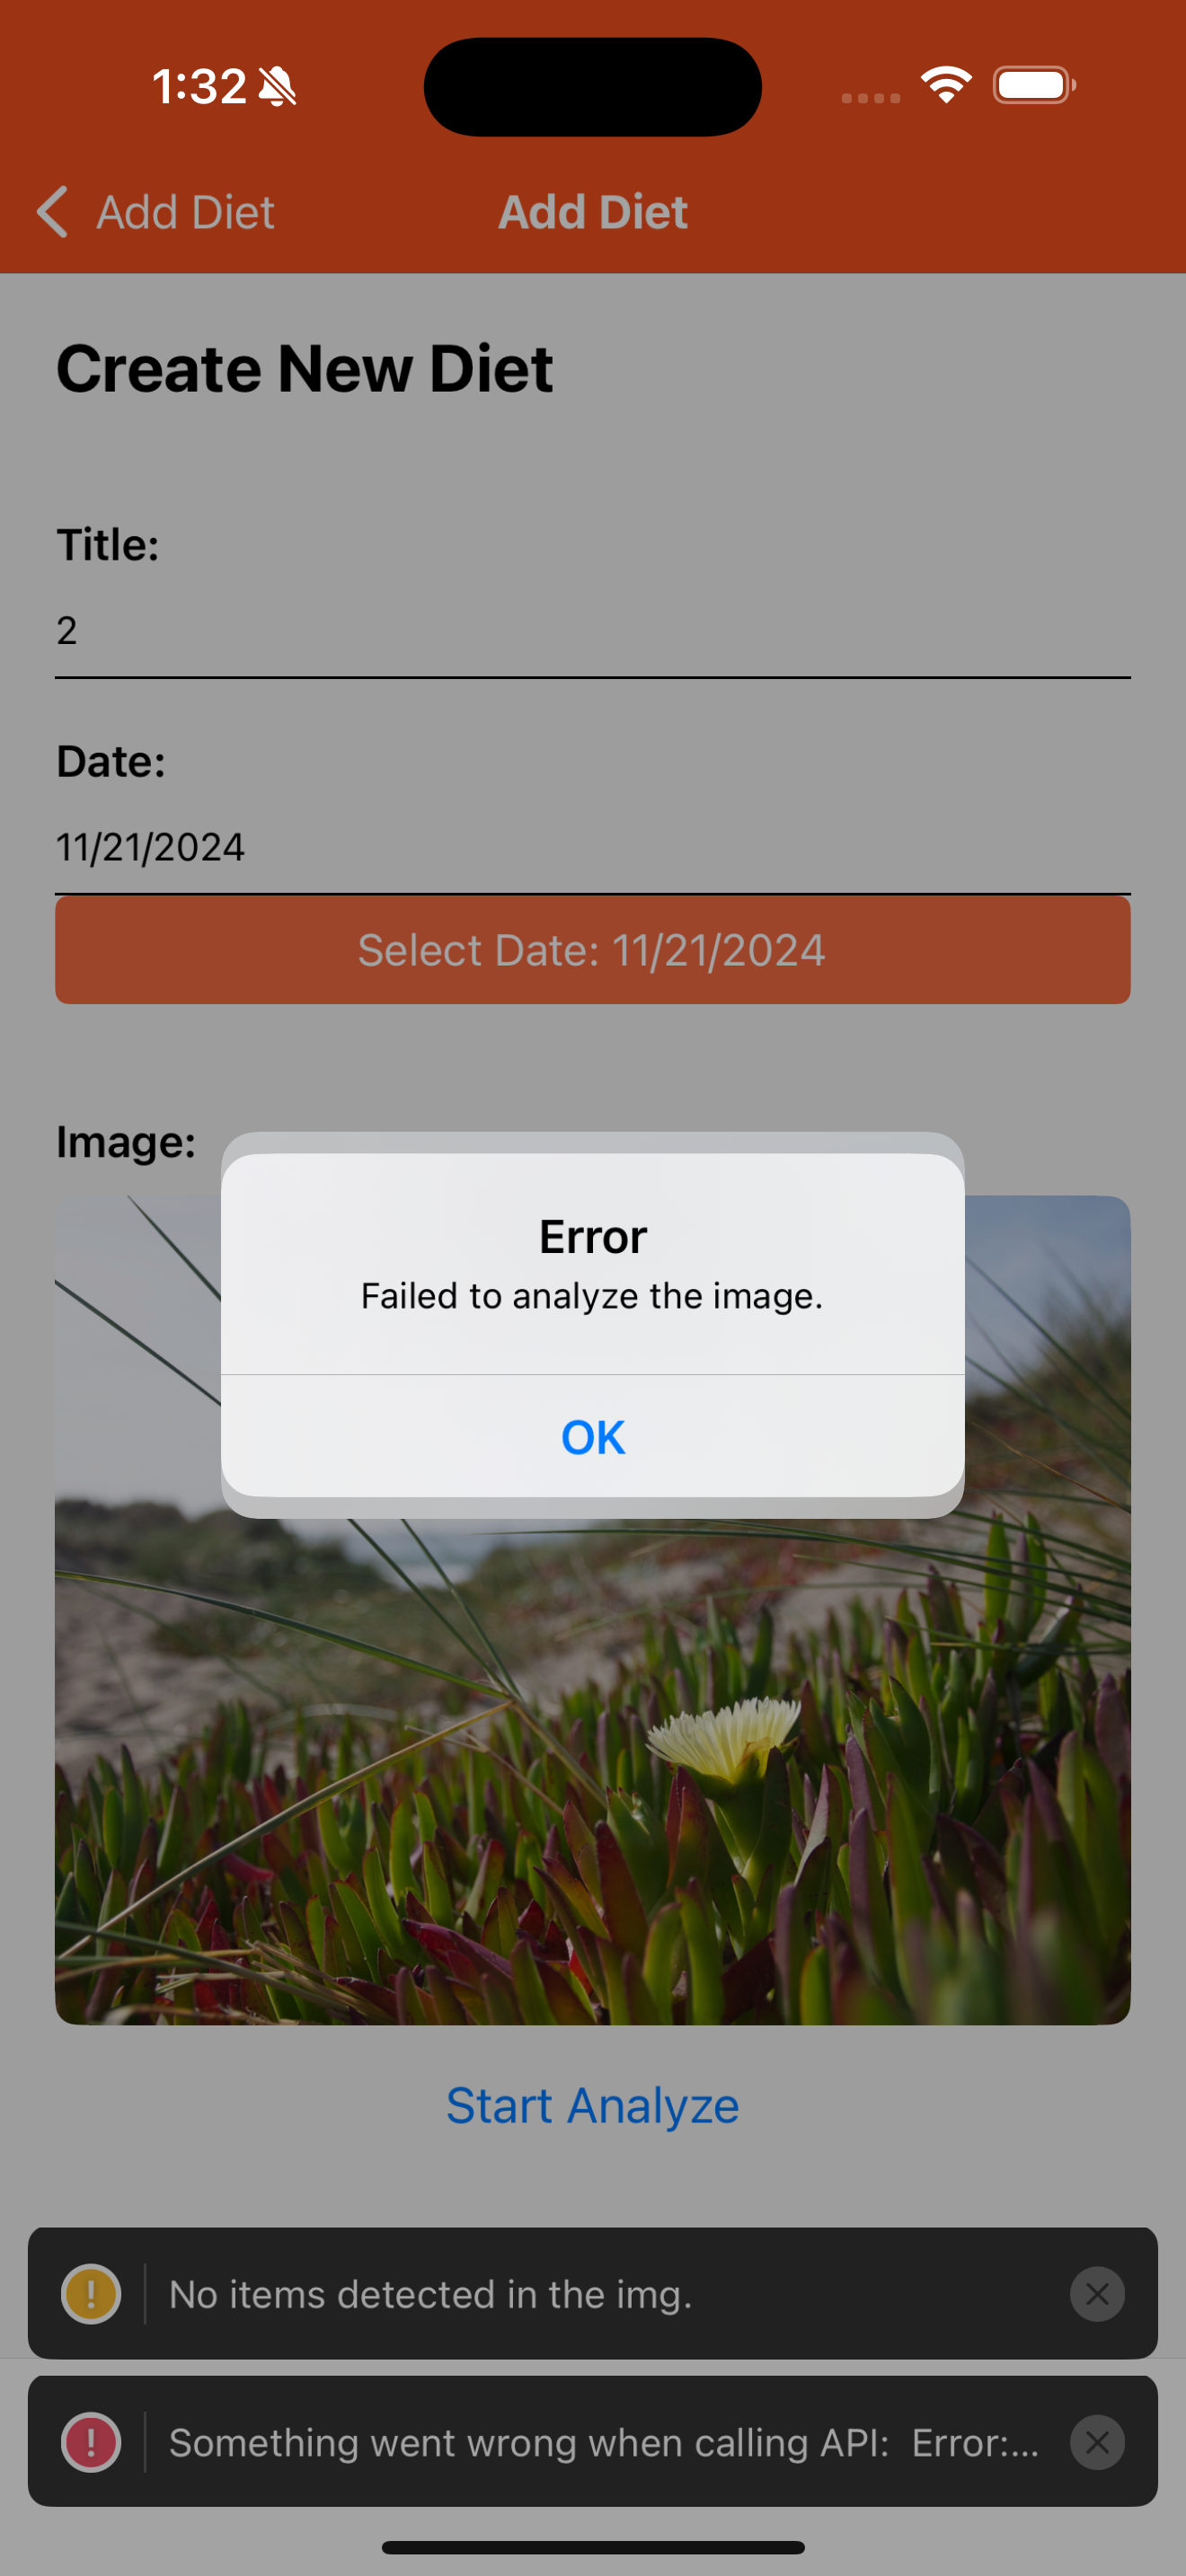 1:32
Add Diet
Add Diet
Create New Diet
Title:
2
Date:
11/21/2024
Select Date: 11/21/2024
Image:
Error
Failed to analyze the image.
OK
Start Analyze
! No items detected in the img.
! Something went wrong when calling API: Error:...